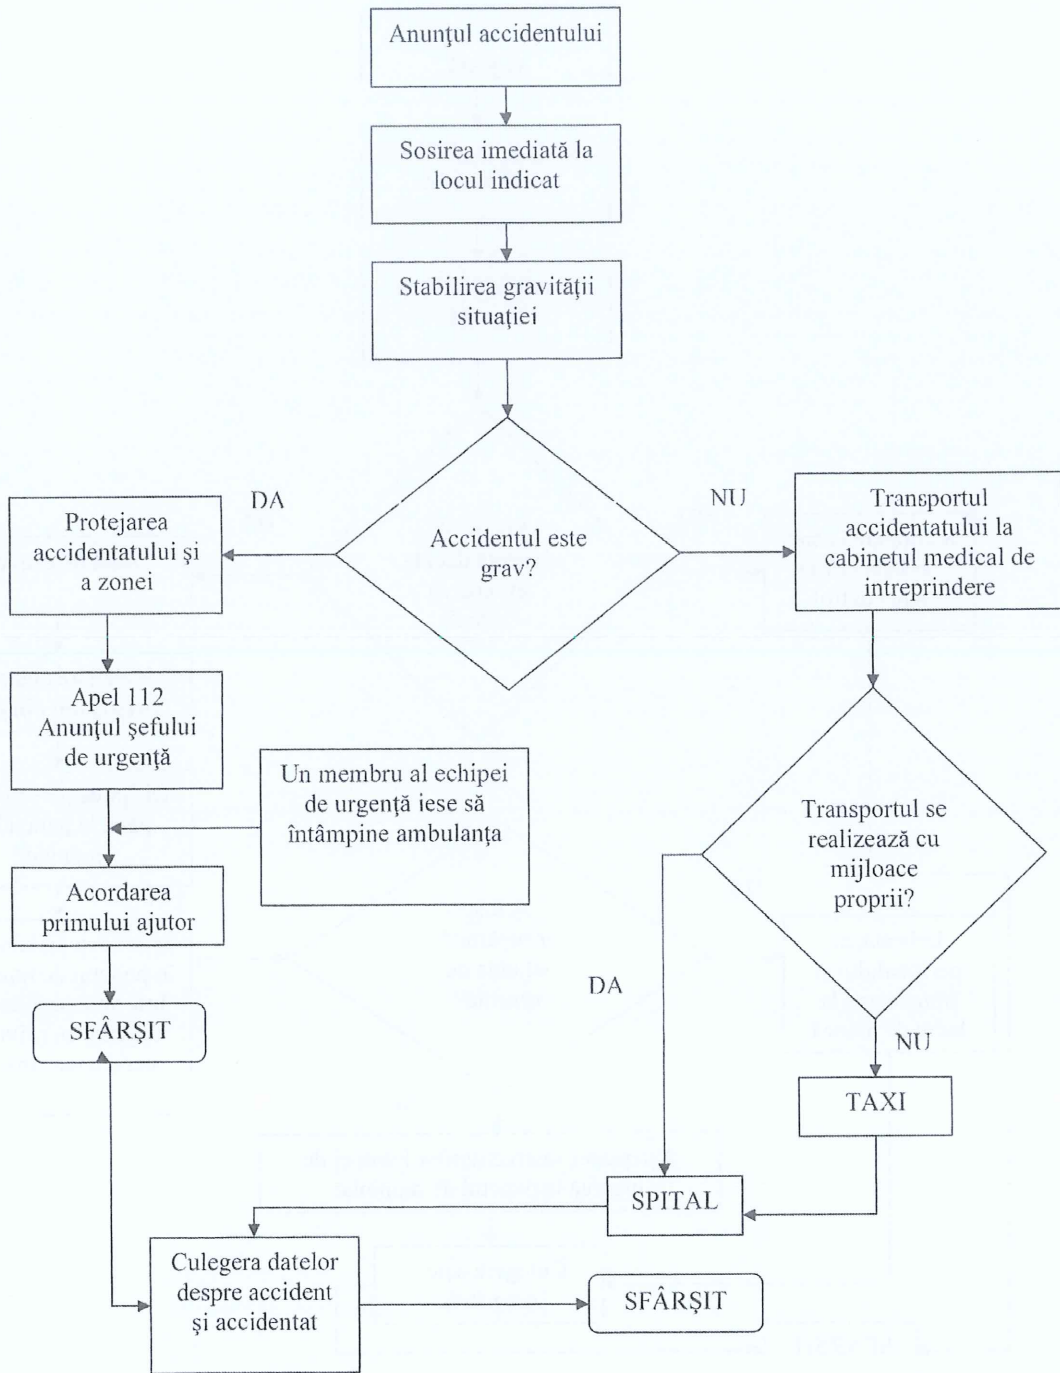 Anunţul accidentului
Sosirea imediată la
locul indicat
Stabilirea gravităţii
situaţiei
DA
NU
Protejarea
accidentatului şi
a zonei
Accidentul este
grav?
Transportul
accidentatului la
cabinetul medical de
intreprindere
Apel 112
Anunţul şefului
de urgenţă
Un membru al echipei
de urgenţă iese să
întâmpine ambulanţa
Transportul se
realizează cu
mijloace
proprii?
Acordarea
primului ajutor
DA
SFÂRŞIT
NU
TAXI
SPITAL
Culegera datelor
despre accident
şi accidentat
SFÂRŞIT